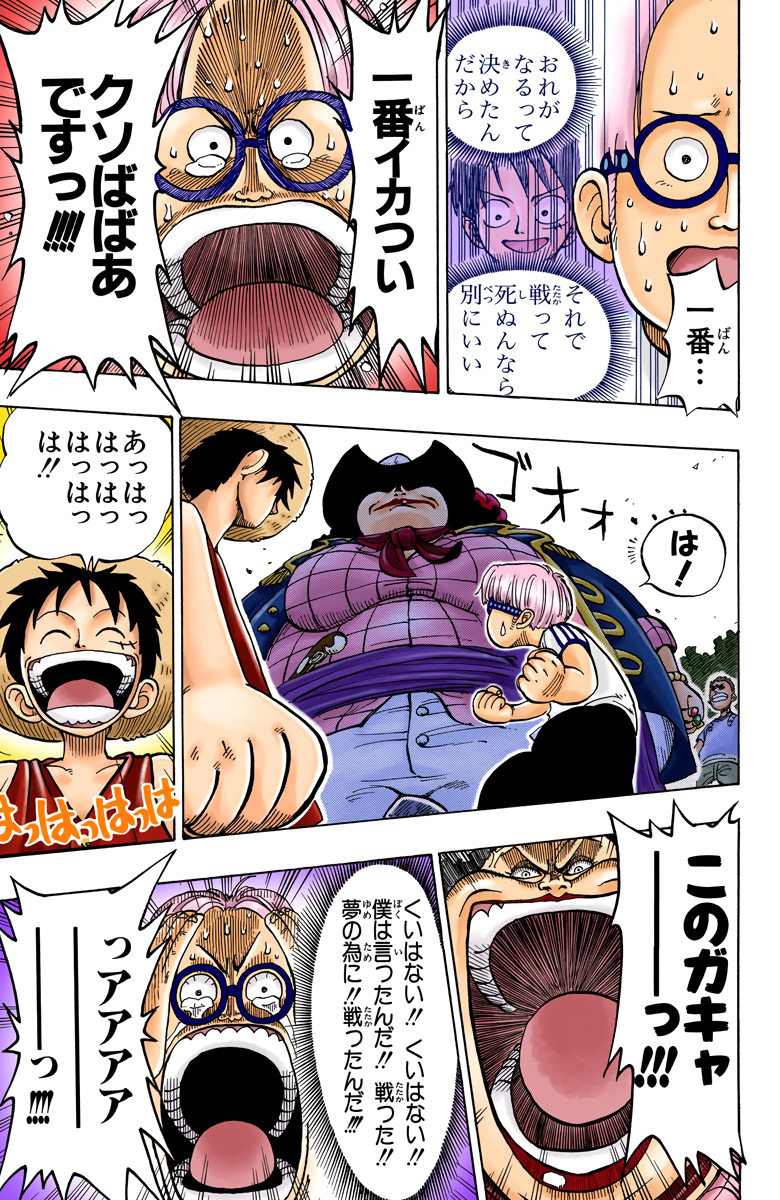 おれが
なるって
決めたん
だから
それで
戦って
死ぬんなら
別にいい
一番…
一番イカつい
クソばばあ
ですっ!!!!!
ゴオオオ…
は!
あっはっ
はっはっ
はっはっ
は!!
はっはっはっは
このガキャ
ーーっ!!!
くいはない!! くいはない!!
僕は言ったんだ!! 戦った!!
夢の為に!! 戦ったんだ!!!
っアアアア
ーーーっ!!!!